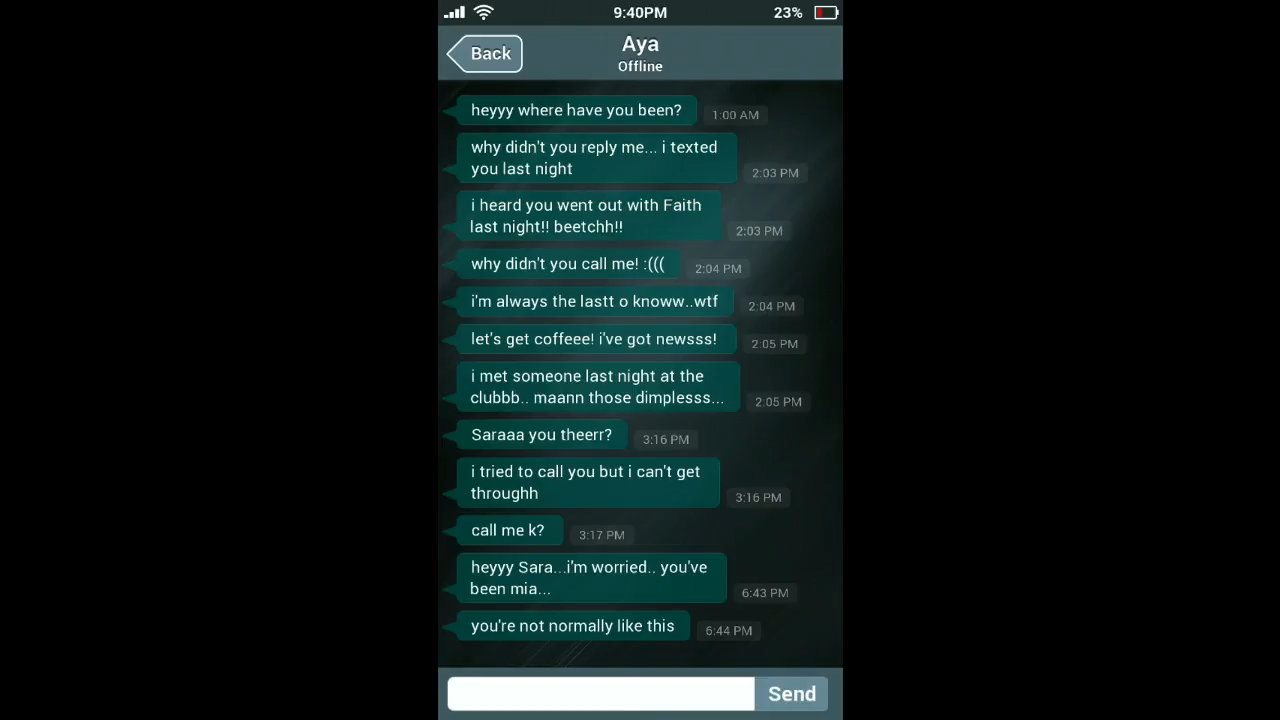 9:40PM
23%
Back
Aya
Offline
heyyy where have you been?
1:00 AM
why didn't you reply me... i texted
you last night
2:03 PM
i heard you went out with Faith
last night!! beetchh!!
2:03 PM
why didn't you call me! :(((
2:04 PM
i'm always the lastt o knoww..wtf
2:04 PM
let's get coffeee! i've got newsss!
2:05 PM
i met someone last night at the
clubbb.. maann those dimplesss...
2:05 PM
Saraaa you theerr?
3:16 PM
i tried to call you but i can't get
throughh
3:16 PM
call me k?
3:17 PM
heyyy Sara...i'm worried.. you've
been mia...
6:43 PM
you're not normally like this
6:44 PM
Send